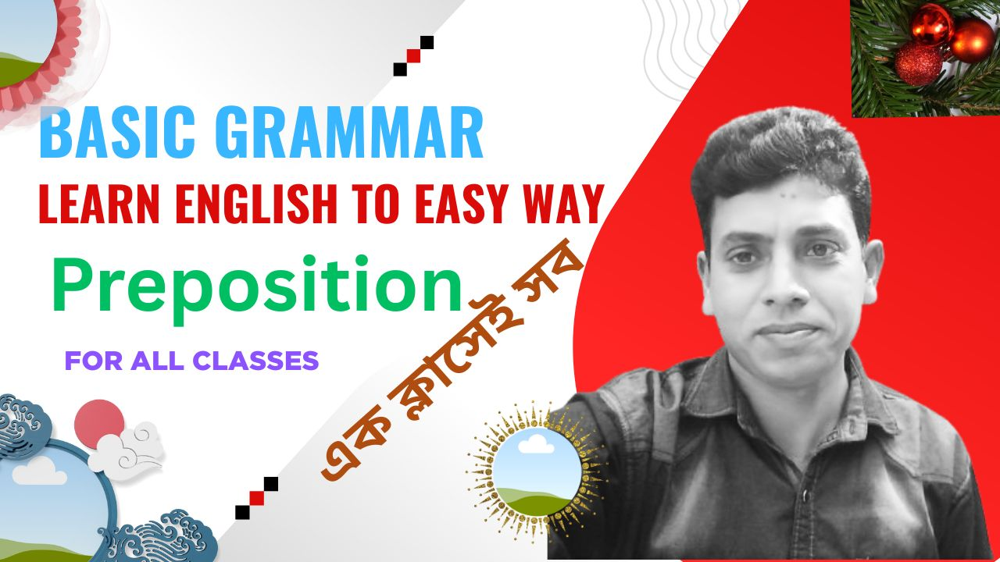 BASIC GRAMMAR
LEARN ENGLISH TO EASY WAY
Preposition
FOR ALL CLASSES
এক ক্লাসেই সব